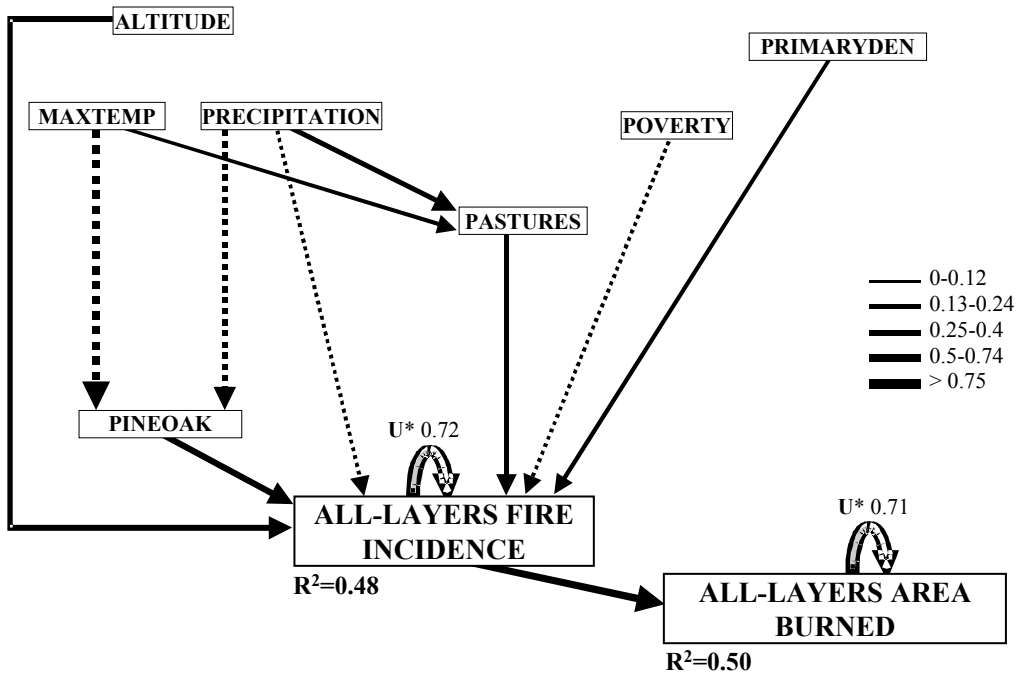 ALTITUDE
PRIMARYDEN
MAXTEMP
PRECIPITATION
POVERTY
PASTURES
0-0.12
0.13-0.24
0.25-0.4
0.5-0.74
> 0.75
PINEOAK
U* 0.72
ALL-LAYERS FIRE
INCIDENCE
R²=0.48
U* 0.71
ALL-LAYERS AREA
BURNED
R²=0.50